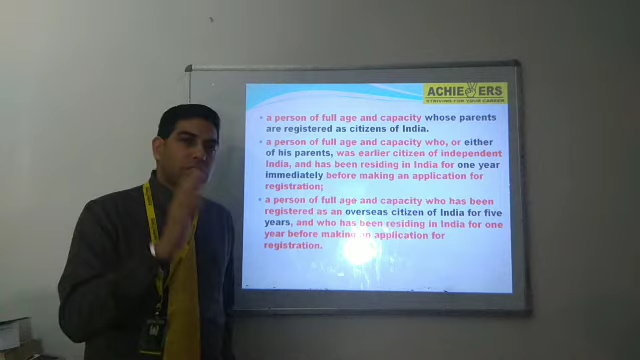 ACHIEVERS
STRIVING FOR YOUR CAREER
a person of full age and capacity whose parents
are registered as citizens of India.
a person of full age and capacity who, or either
of his parents, was earlier citizen of independent
India, and has been residing in India for one year
immediately before making an application for
registration;
a person of full age and capacity who has been
registered as an overseas citizen of India for five
years, and who has been residing in India for one
year before making an application for
registration.